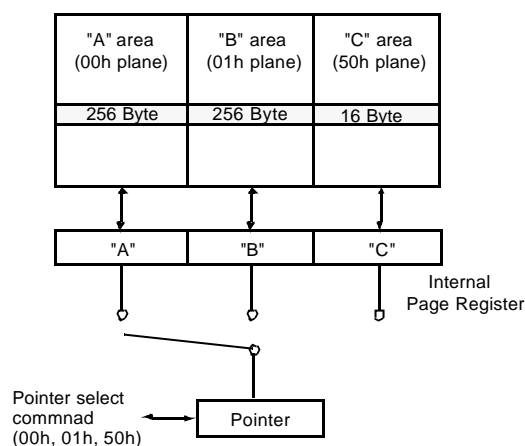 "A" area
(00h plane)
"B" area
(01h plane)
"C" area
(50h plane)
256 Byte
256 Byte
16 Byte
"A"
"B"
"C"
Internal
Page Register
Pointer select
commnad
(00h, 01h, 50h)
Pointer